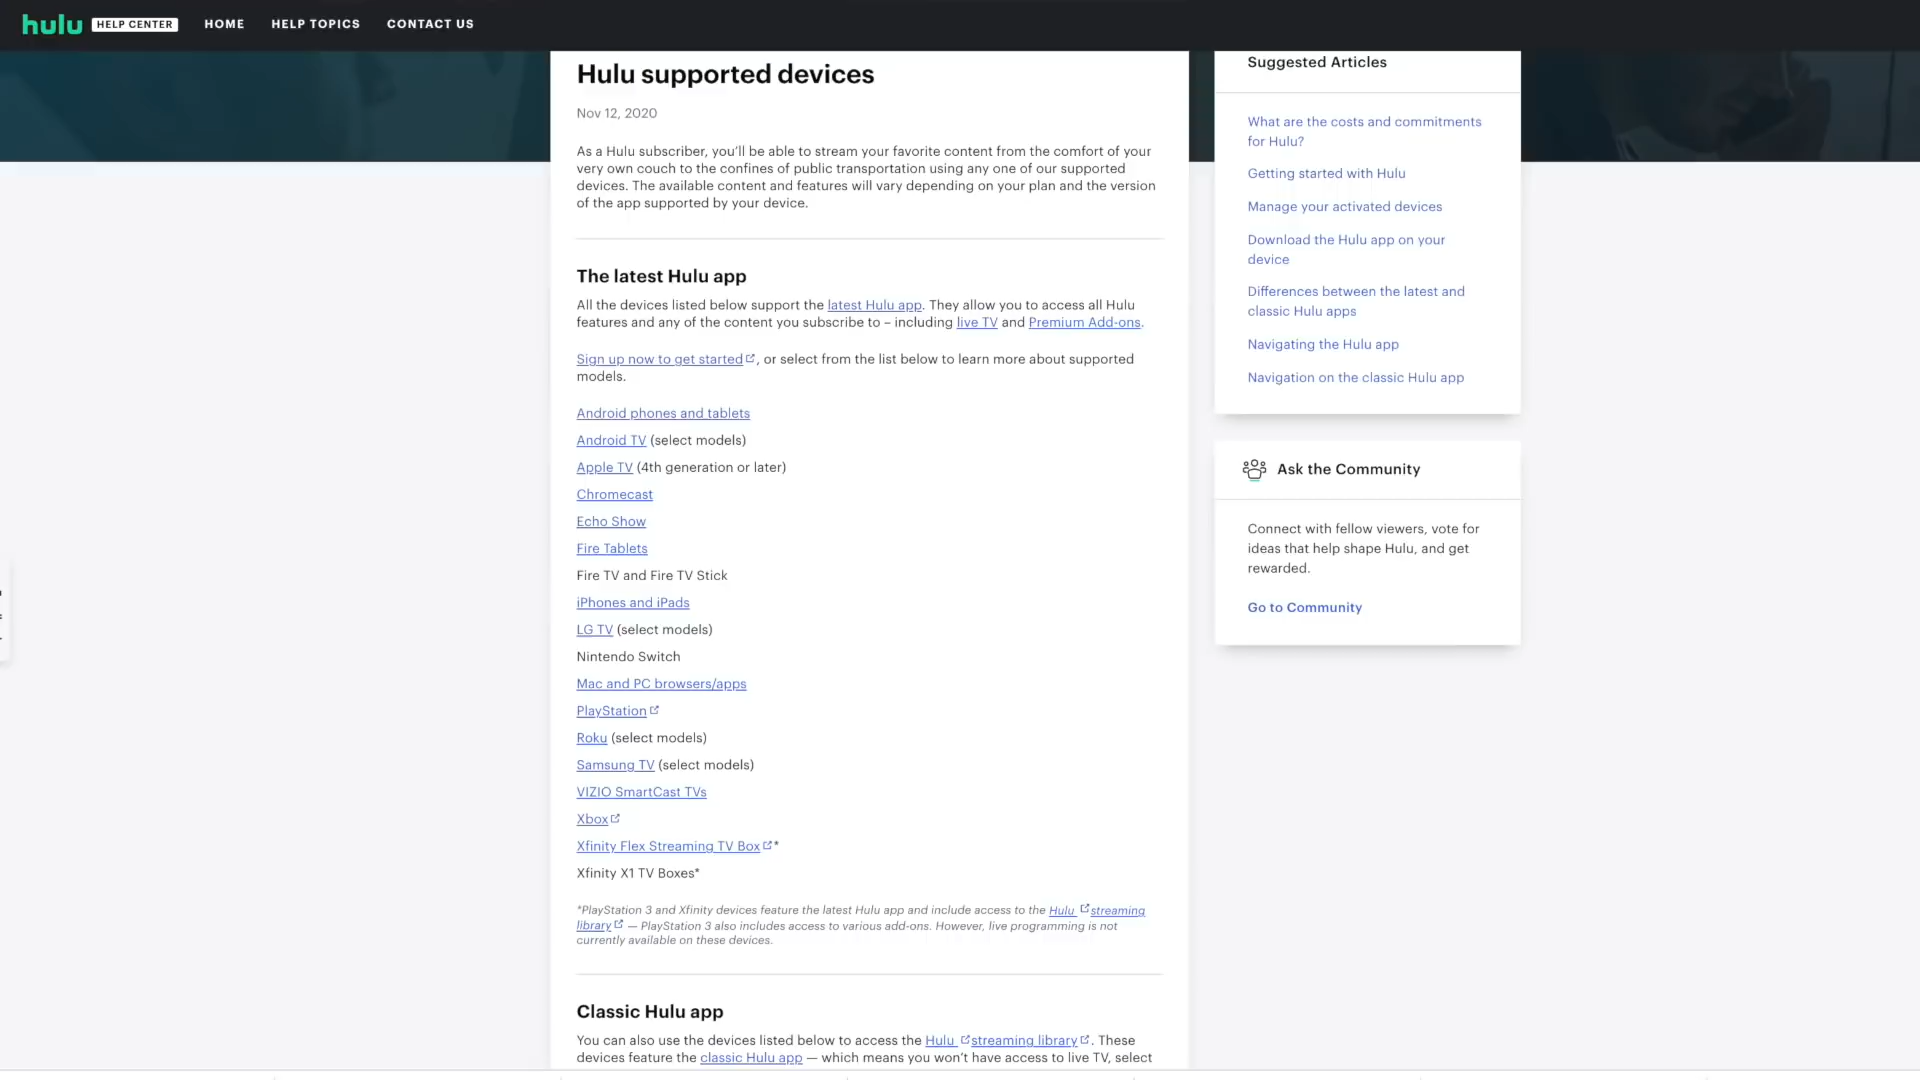 hulu HELP CENTER HOME HELP TOPICS CONTACT US
Hulu supported devices
Nov 12, 2020
As a Hulu subscriber, you’ll be able to stream your favorite content from the comfort of your
very own couch to the confines of public transportation using any one of our supported
devices. The available content and features will vary depending on your plan and the version
of the app supported by your device.
The latest Hulu app
All the devices listed below support the latest Hulu app. They allow you to access all Hulu
features and any of the content you subscribe to – including live TV and Premium Add-ons.
Sign up now to get started, or select from the list below to learn more about supported
models.
Android phones and tablets
Android TV (select models)
Apple TV (4th generation or later)
Chromecast
Echo Show
Fire Tablets
Fire TV and Fire TV Stick
iPhones and iPads
LG TV (select models)
Nintendo Switch
Mac and PC browsers/apps
PlayStation
Roku (select models)
Samsung TV (select models)
VIZIO SmartCast TVs
Xbox
Xfinity Flex Streaming TV Box*
Xfinity X1 TV Boxes*
*PlayStation 3 and Xfinity devices feature the latest Hulu app and include access to the Hulu streaming
library — PlayStation 3 also includes access to various add-ons. However, live programming is not
currently available on these devices.
Classic Hulu app
You can also use the devices listed below to access the Hulu streaming library. These
devices feature the classic Hulu app — which means you won’t have access to live TV, select
Suggested Articles
What are the costs and commitments
for Hulu?
Getting started with Hulu
Manage your activated devices
Download the Hulu app on your
device
Differences between the latest and
classic Hulu apps
Navigating the Hulu app
Navigation on the classic Hulu app
Ask the Community
Connect with fellow viewers, vote for
ideas that help shape Hulu, and get
rewarded.
Go to Community